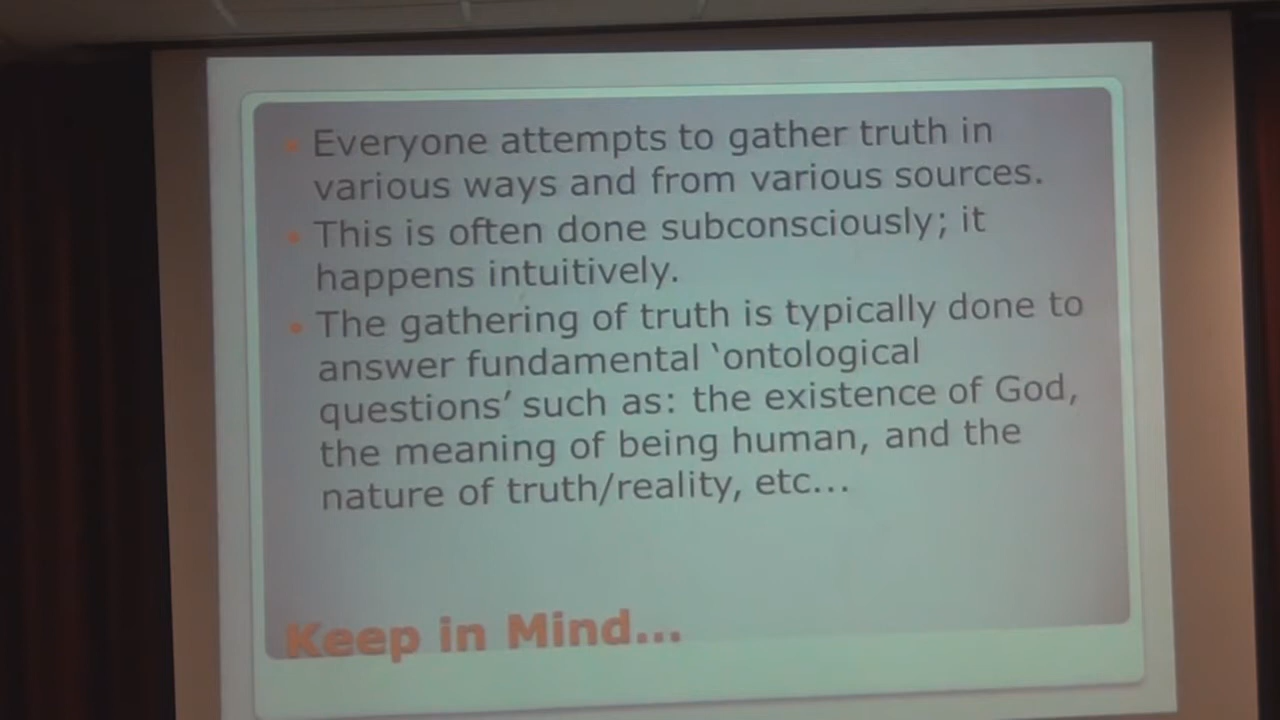 • Everyone attempts to gather truth in
various ways and from various sources.
• This is often done subconsciously; it
happens intuitively.
• The gathering of truth is typically done to
answer fundamental ‘ontological
questions’ such as: the existence of God,
the meaning of being human, and the
nature of truth/reality, etc...
Keep in Mind...